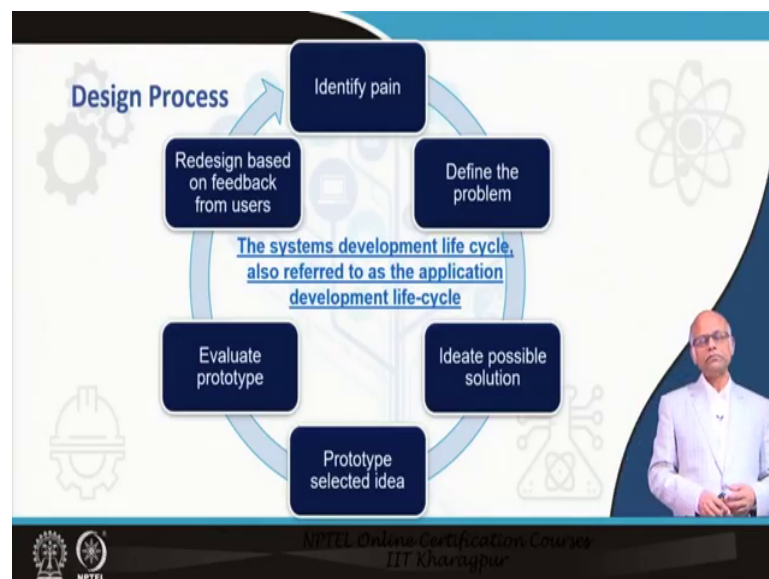 Design Process
Identify pain
Define the
problem
Ideate possible
solution
Prototype
selected idea
Evaluate
prototype
Redesign based
on feedback
from users
The systems development life cycle,
also referred to as the application
development life-cycle
NPTEL Online Certification Courses
IIT Kharagpur
NPTEL